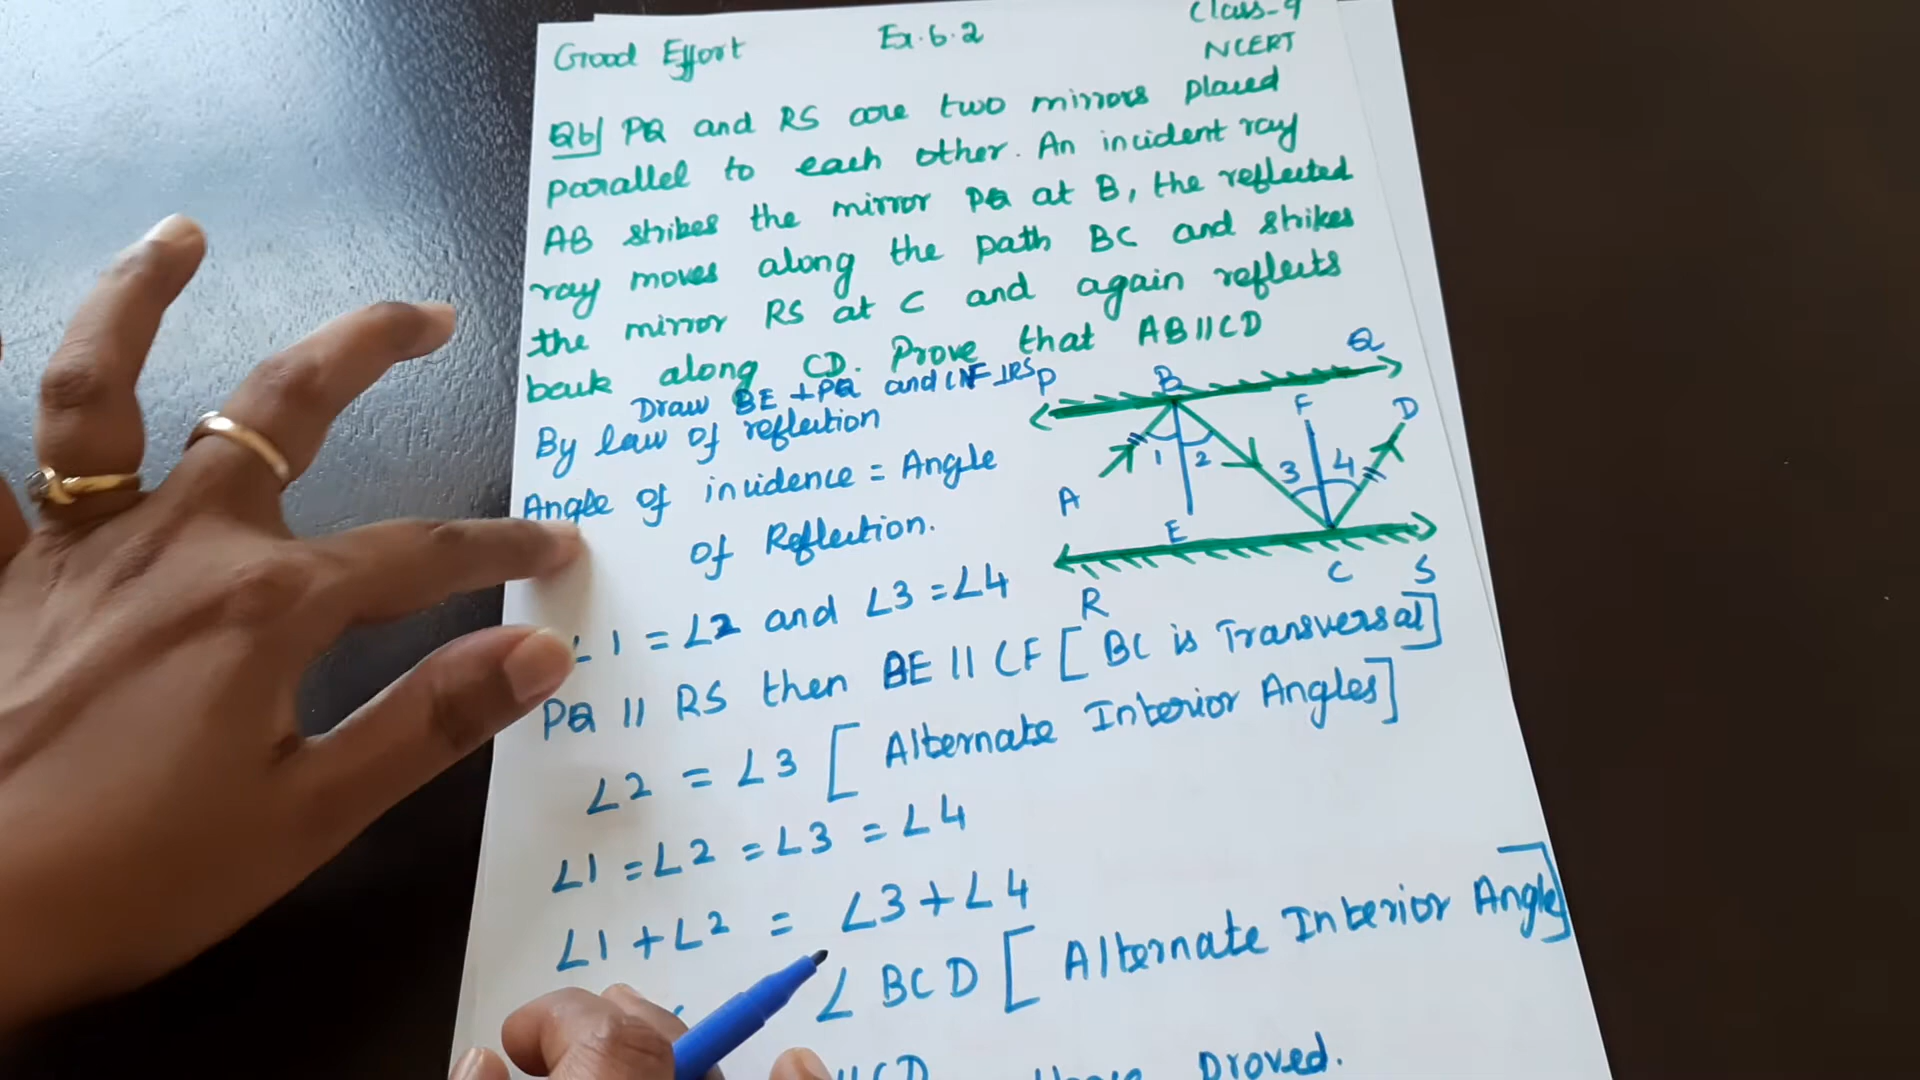 Good Effort Ex.6.2 Class-9
NCERT
Q6) PQ and RS are two mirrors placed
parallel to each other. An incident ray
AB strikes the mirror PQ at B, the reflected
ray moves along the path BC and strikes
the mirror RS at C and again reflects
back along CD. Prove that AB||CD
Draw BE ⊥PQ and CF ⊥RS
By law of reflection
Angle of incidence = Angle
of Reflection.
∠1 = ∠2 and ∠3 = ∠4
PQ || RS then BE || CF [BC is Transversal]
∠2 = ∠3 [Alternate Interior Angles]
∠1 = ∠2 = ∠3 = ∠4
∠1 + ∠2 = ∠3 + ∠4
∠BCD [Alternate Interior Angle]
||CD Proved.
P B Q
F D
1 2 3 4
A
E
C S
R